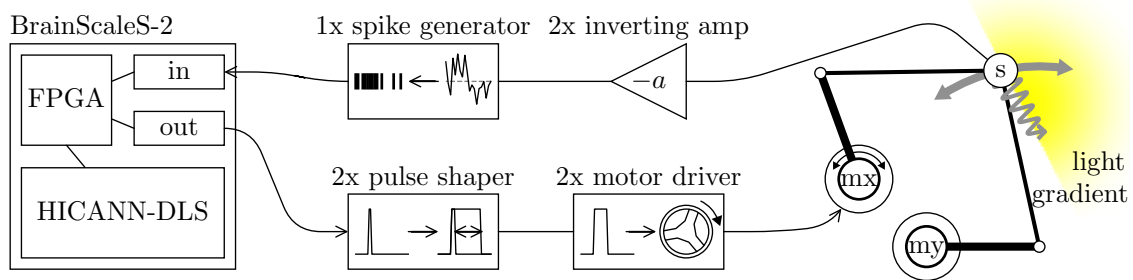 BrainScaleS-2
FPGA
in
out
HICANN-DLS
1x spike generator
2x inverting amp
−a
2x pulse shaper
2x motor driver
s
mx
my
light
gradient